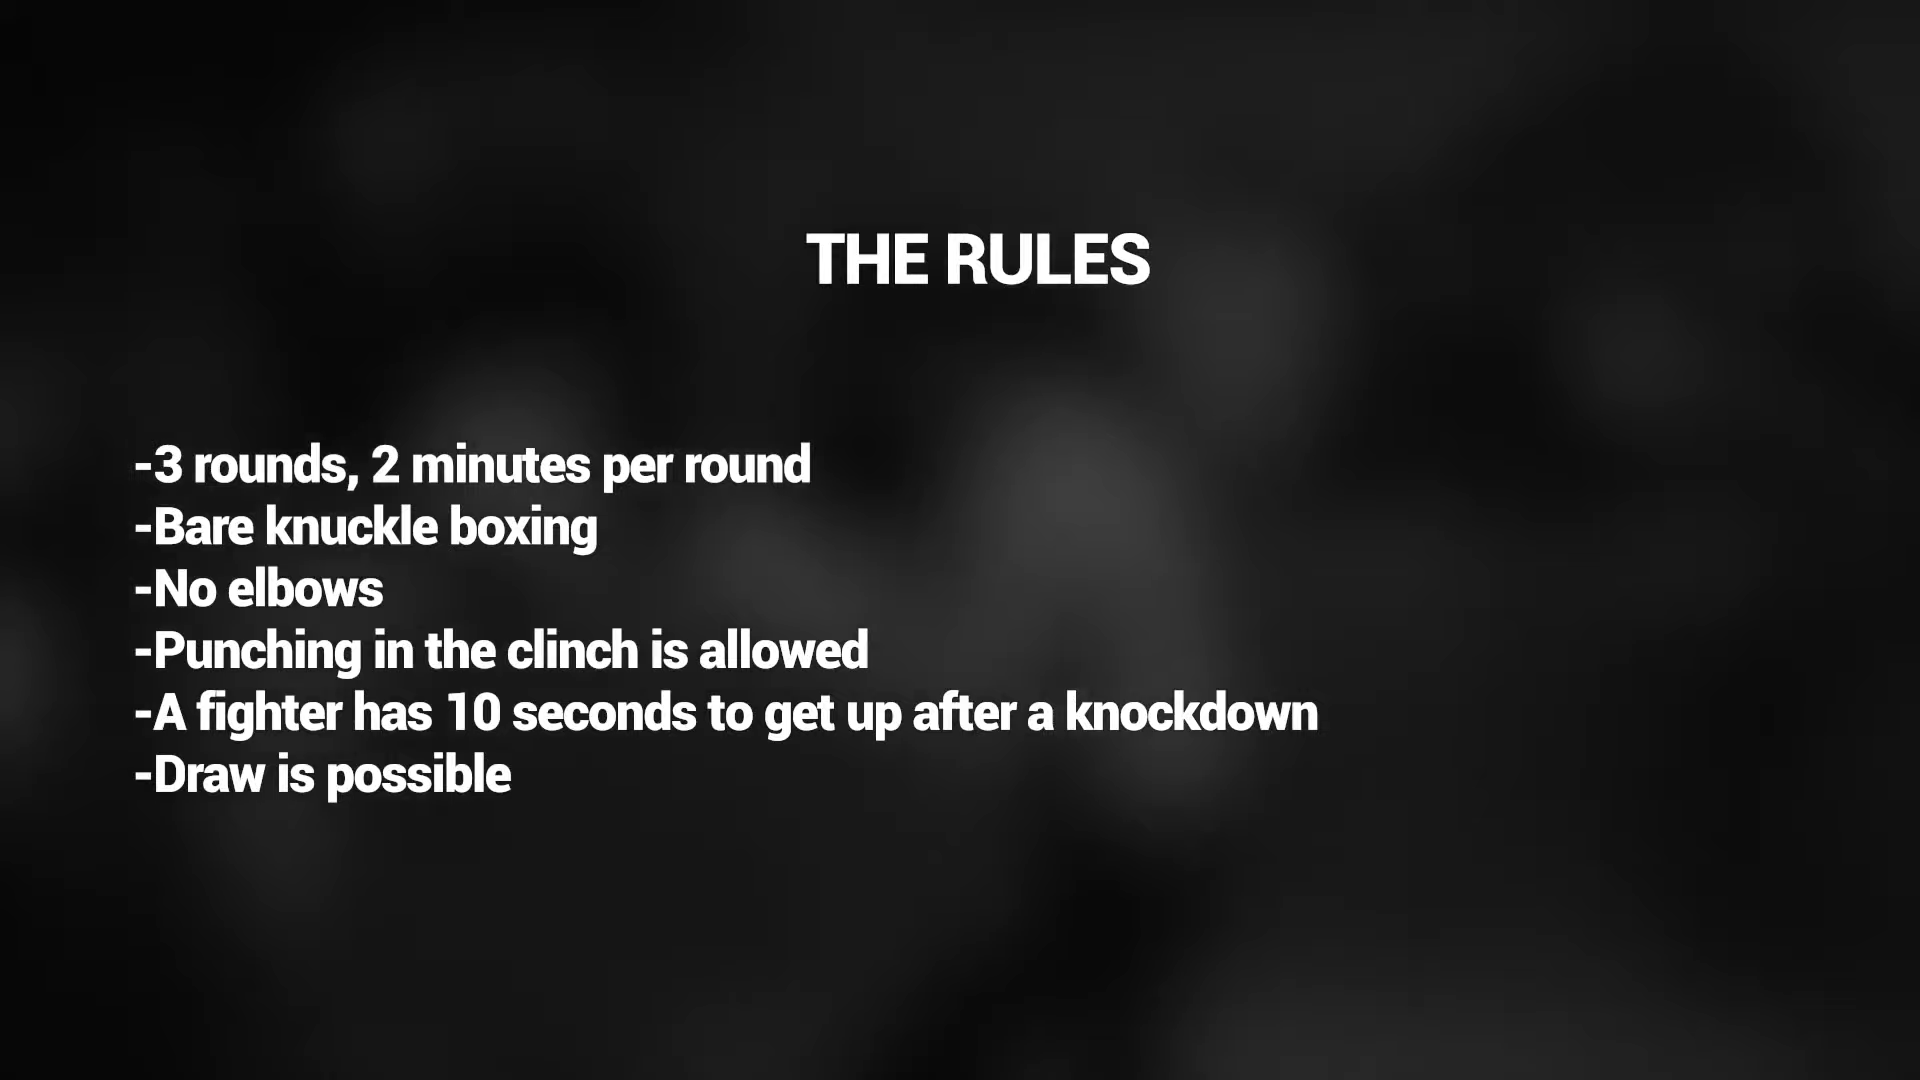 THE RULES
-3 rounds, 2 minutes per round
-Bare knuckle boxing
-No elbows
-Punching in the clinch is allowed
-A fighter has 10 seconds to get up after a knockdown
-Draw is possible